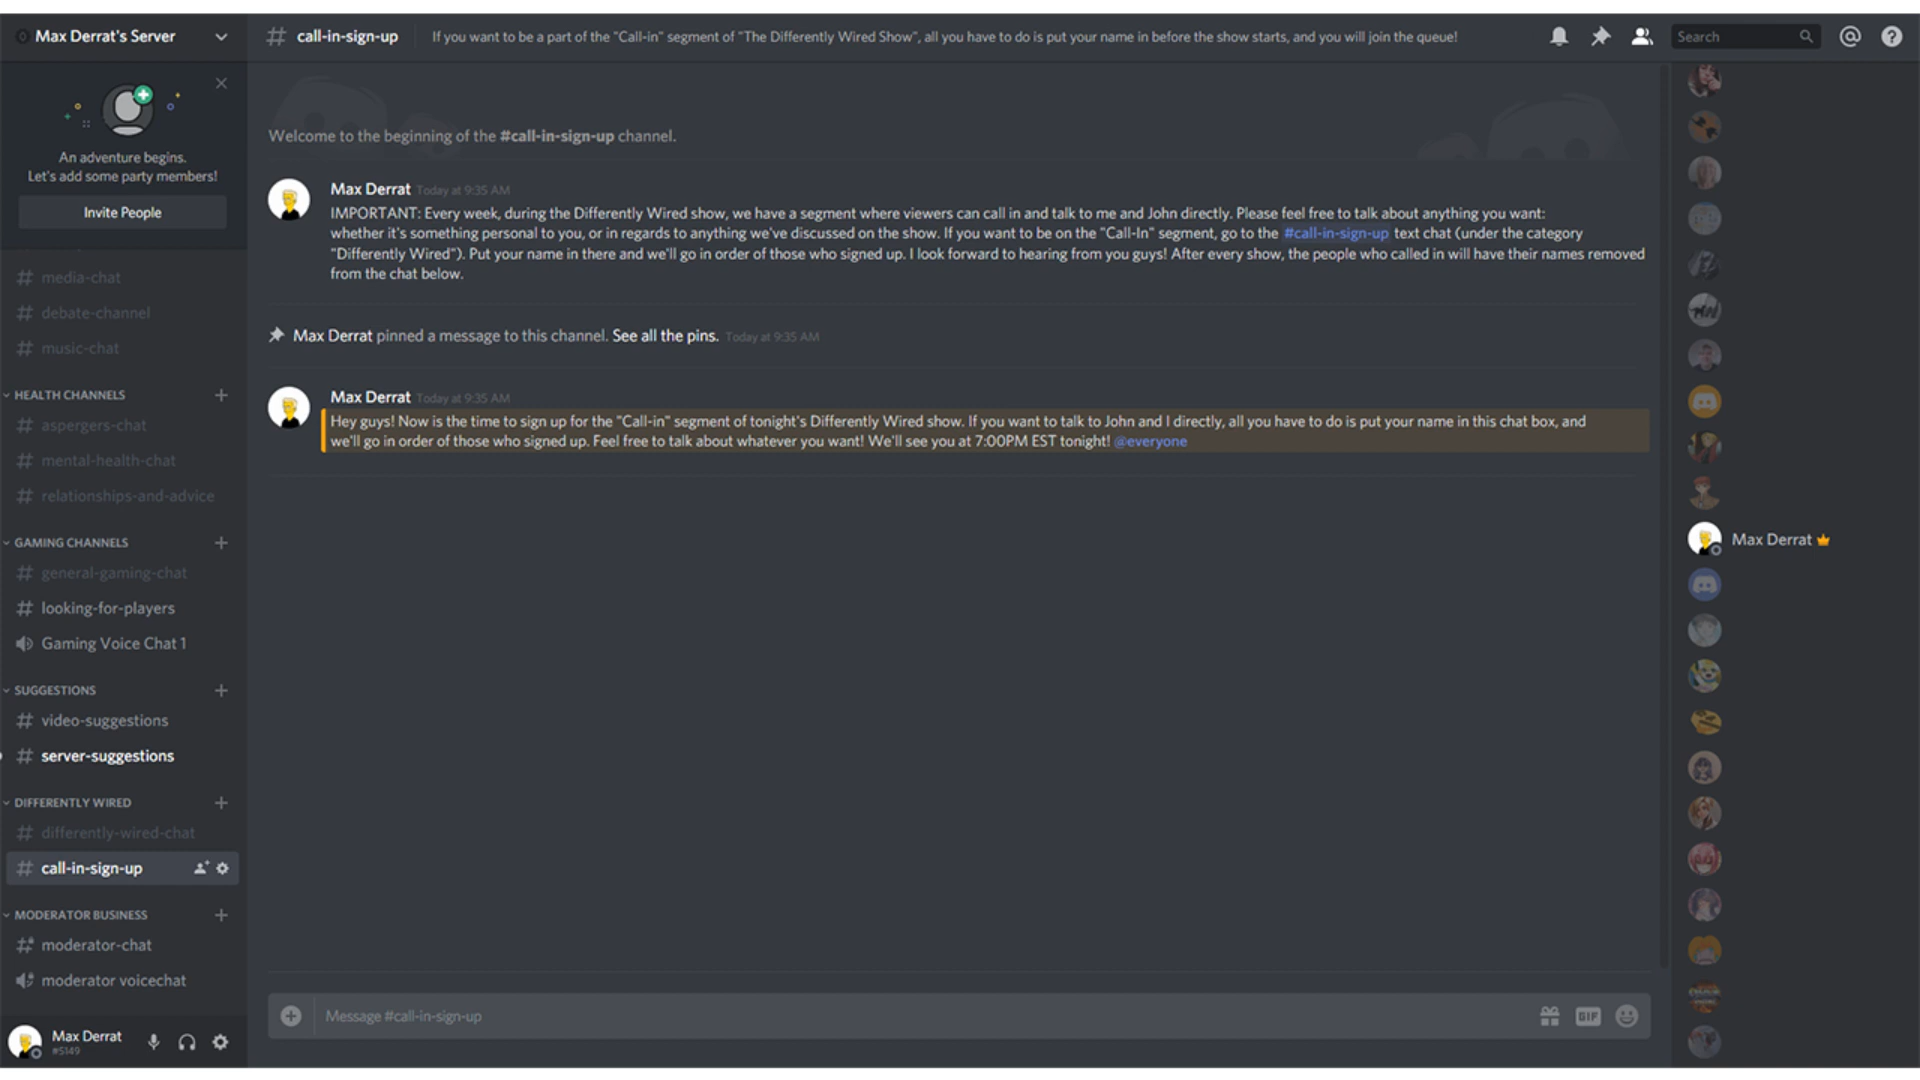 Max Derrat's Server
An adventure begins.
Let's add some party members!
Invite People
# media-chat
# debate-channel
# music-chat
HEALTH CHANNELS
# aspergers-chat
# mental-health-chat
# relationships-and-advice
GAMING CHANNELS
# general-gaming-chat
# looking-for-players
Gaming Voice Chat 1
SUGGESTIONS
# video-suggestions
# server-suggestions
DIFFERENTLY WIRED
# differently-wired-chat
# call-in-sign-up
MODERATOR BUSINESS
# moderator-chat
moderator voicechat
Max Derrat
#5149
# call-in-sign-up
If you want to be a part of the "Call-in" segment of "The Differently Wired Show", all you have to do is put your name in before the show starts, and you will join the queue!
Search
Welcome to the beginning of the #call-in-sign-up channel.
Max Derrat Today at 9:35 AM
IMPORTANT: Every week, during the Differently Wired show, we have a segment where viewers can call in and talk to me and John directly. Please feel free to talk about anything you want:
whether it's something personal to you, or in regards to anything we've discussed on the show. If you want to be on the "Call-In" segment, go to the #call-in-sign-up text chat (under the category
"Differently Wired"). Put your name in there and we'll go in order of those who signed up. I look forward to hearing from you guys! After every show, the people who called in will have their names removed
from the chat below.
Max Derrat pinned a message to this channel. See all the pins. Today at 9:35 AM
Max Derrat Today at 9:35 AM
Hey guys! Now is the time to sign up for the "Call-in" segment of tonight's Differently Wired show. If you want to talk to John and I directly, all you have to do is put your name in this chat box, and
we'll go in order of those who signed up. Feel free to talk about whatever you want! We'll see you at 7:00PM EST tonight! @everyone
Message #call-in-sign-up
GIF
Max Derrat